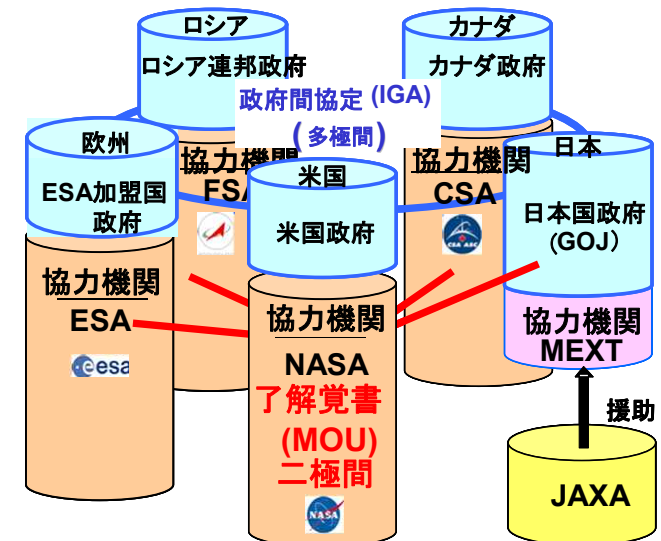 ロシア
ロシア連邦政府
カナダ
カナダ政府
政府間協定 (IGA)
(多極間)
欧州
ESA加盟国
政府
協力機関
FSA
米国
米国政府
協力機関
CSA
日本
日本国政府
(GOJ)
協力機関
ESA
esa
協力機関
NASA
了解覚書
(MOU)
二極間
NASA
協力機関
MEXT
援助
JAXA